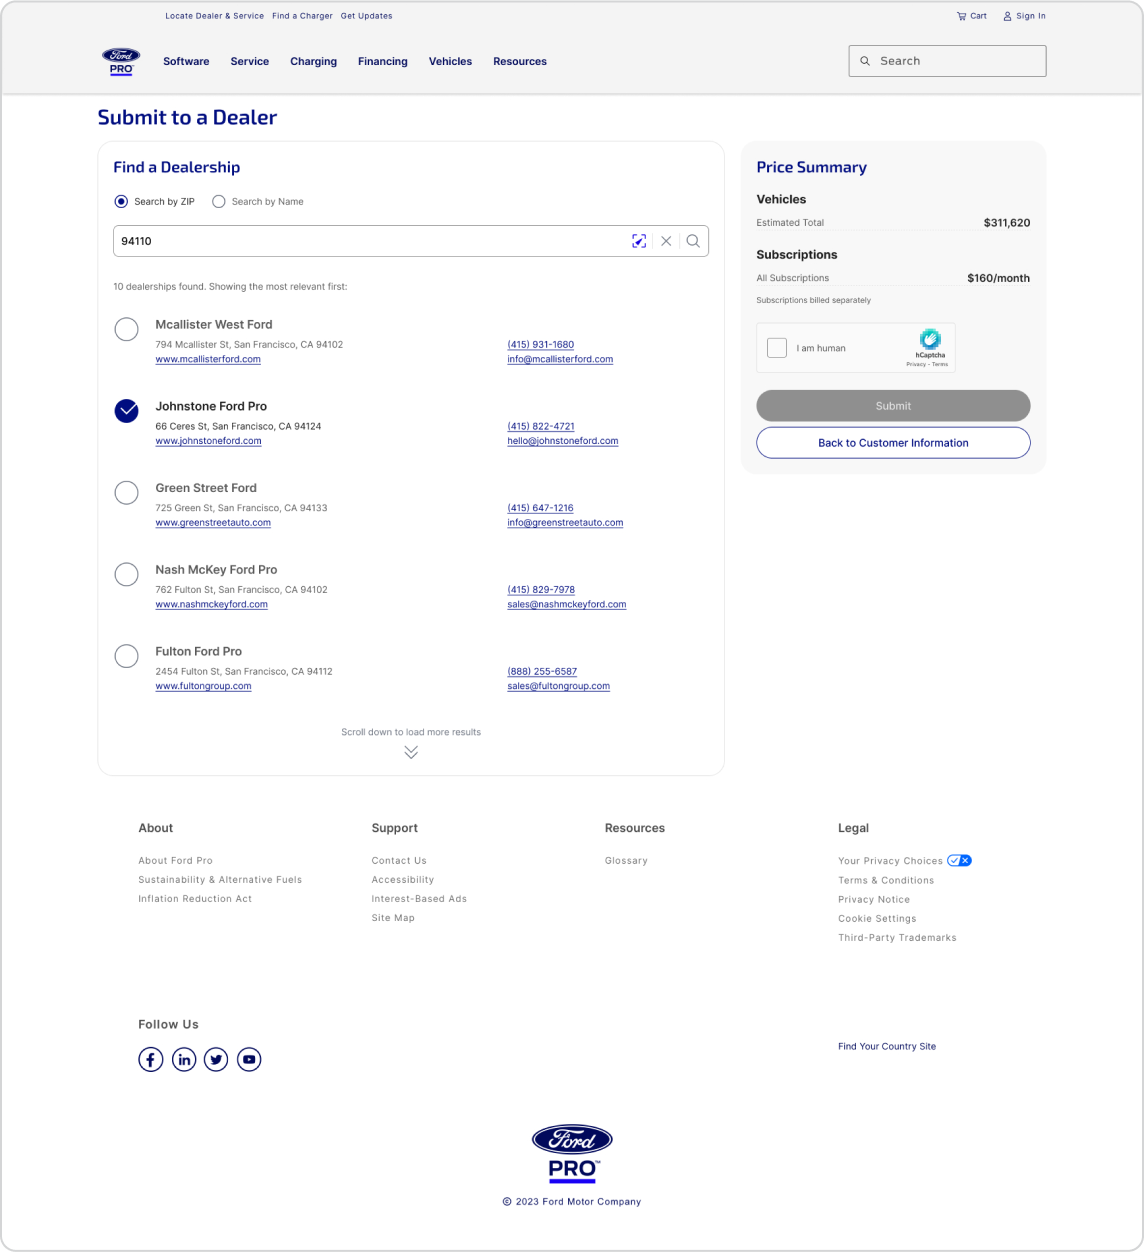 Locate Dealer & Service Find a Charger Get Updates Cart Sign In
Ford PRO Software Service Charging Financing Vehicles Resources Search
Submit to a Dealer
Find a Dealership
Search by ZIP Search by Name
94110
10 dealerships found. Showing the most relevant first:
Mcallister West Ford
794 Mcallister St, San Francisco, CA 94102 (415) 931-1680
www.mcallisterford.com info@mcallisterford.com
Johnstone Ford Pro
66 Ceres St, San Francisco, CA 94124 (415) 822-4721
www.johnstoneford.com hello@johnstoneford.com
Green Street Ford
725 Green St, San Francisco, CA 94133 (415) 647-1216
www.greenstreetauto.com info@greenstreetauto.com
Nash McKey Ford Pro
762 Fulton St, San Francisco, CA 94102 (415) 829-7978
www.nashmckeyford.com sales@nashmckeyford.com
Fulton Ford Pro
2454 Fulton St, San Francisco, CA 94112 (888) 255-6587
www.fultongroup.com sales@fultongroup.com
Scroll down to load more results
Price Summary
Vehicles
Estimated Total $311,620
Subscriptions
All Subscriptions $160/month
Subscriptions billed separately
I am human
hCaptcha
Privacy - Terms
Submit
Back to Customer Information
About
About Ford Pro
Sustainability & Alternative Fuels
Inflation Reduction Act
Support
Contact Us
Accessibility
Interest-Based Ads
Site Map
Resources
Glossary
Legal
Your Privacy Choices
Terms & Conditions
Privacy Notice
Cookie Settings
Third-Party Trademarks
Follow Us
Find Your Country Site
Ford
PRO™
© 2023 Ford Motor Company